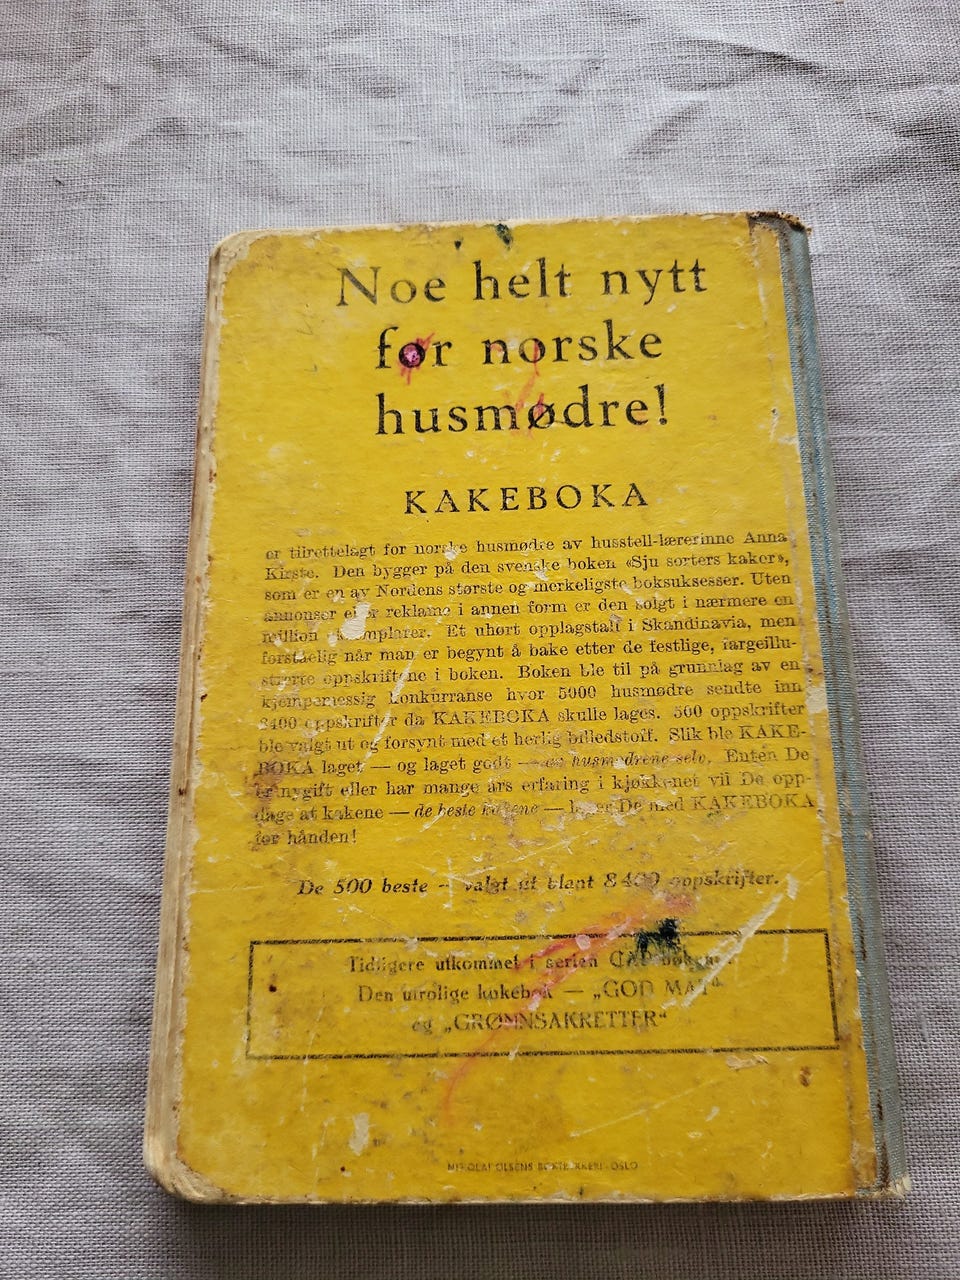 Noe helt nytt
før norske
husmødre!
KAKEBOKA
er tilrettelagt for norske husmødre av husstell-lærerinne Anna
Kirste. Den bygger på den svenske boken «Sju sorters kaker»,
som er en av Nordens største og merkeligste boksuksesser. Uten
annonser eller reklame i annen form er den solgt i nærmere en
million eksemplarer. Et uhørt opplagstall i Skandinavia, men
forståelig når man er begynt å bake etter de festlige, fargeillu-
strerte oppskriftene i boken. Boken ble til på grunnlag av en
kjempemessig konkurranse hvor 5000 husmødre sendte inn
8400 oppskrifter da KAKEBOKA skulle lages. 500 oppskrifter
ble valgt ut og forsynt med et herlig billedstoff. Slik ble KAKE-
BOKA laget — og laget godt — av husmødrene selv. Enten De
er nygift eller har mange års erfaring i kjøkkenet vil De opp-
dage at kakene — de beste kakene — lager De med KAKEBOKA
for hånden!
De 500 beste — valgt ut blant 8400 oppskrifter.
Tidligere utkommet i serien
Den utrolige kokebok — „GOD MAT“
og „GRØNNSAKRETTER“
NIKOLAI OLSENS BOKTRYKKERI - OSLO